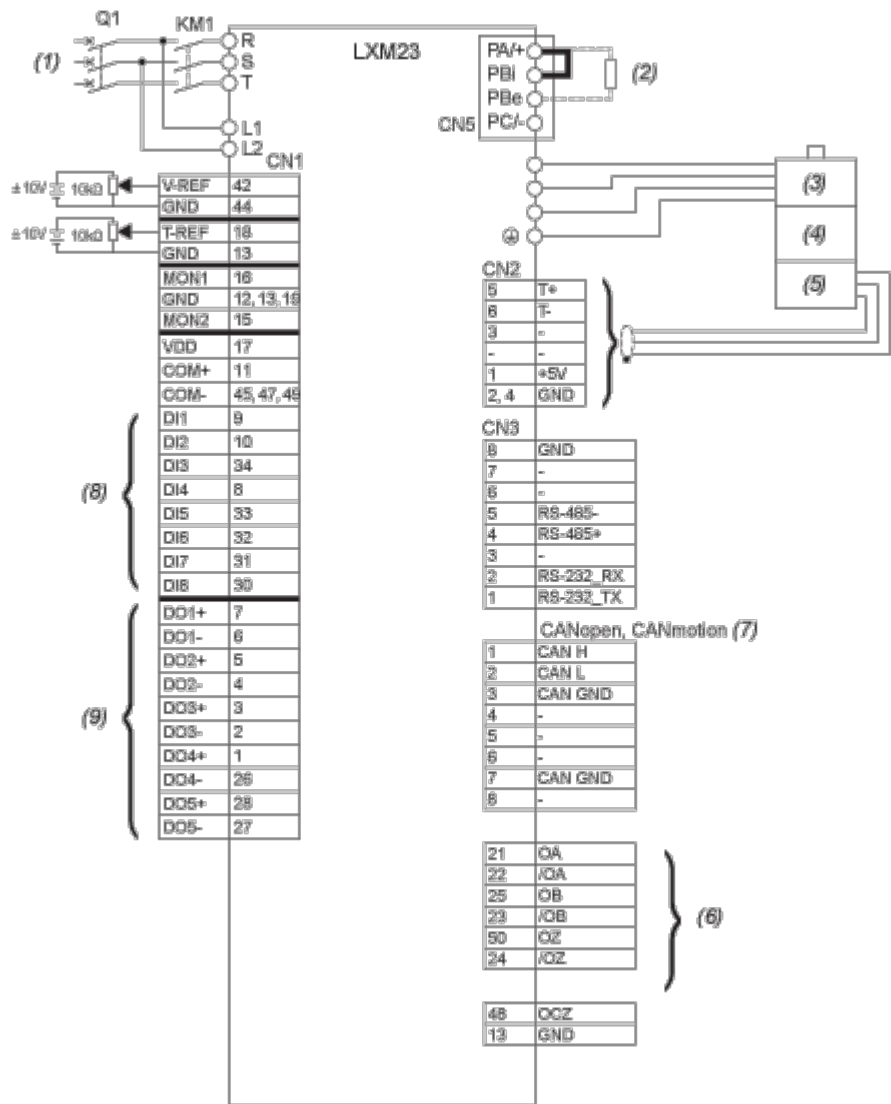 Q1
KM1
(1)
R
S
T
L1
L2
LXM23
PA/+
PBi
PBe
PC/-
CN5
(2)
(3)
(4)
(5)
CN1
±10V 10kΩ
V-REF 42
GND 44
±10V 10kΩ
T-REF 18
GND 13
MON1 16
GND 12, 13, 19
MON2 15
VDD 17
COM+ 11
COM- 45, 47, 49
(8)
DI1 9
DI2 10
DI3 34
DI4 8
DI5 33
DI6 32
DI7 31
DI8 30
(9)
DO1+ 7
DO1- 6
DO2+ 5
DO2- 4
DO3+ 3
DO3- 2
DO4+ 1
DO4- 26
DO5+ 28
DO5- 27
CN2
5 T+
6 T-
3 -
- -
1 +5V
2, 4 GND
CN3
8 GND
7 -
6 -
5 RS-485-
4 RS-485+
3 -
2 RS-232_RX
1 RS-232_TX
CANopen, CANmotion (7)
1 CAN H
2 CAN L
3 CAN GND
4 -
5 -
6 -
7 CAN GND
8 -
21 OA
22 /OA
25 OB
23 /OB
50 OZ
24 /OZ
(6)
48 OCZ
13 GND